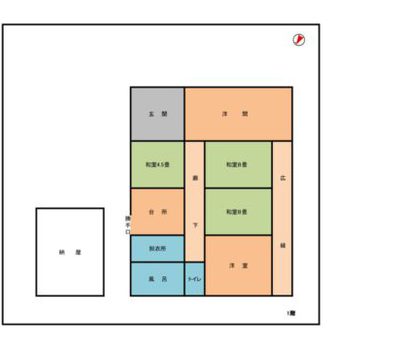 玄 関
洋 間
和室4.5畳
廊 下
和室6畳
広 縁
台 所
和室8畳
勝手口
脱衣所
洋 室
納 屋
風 呂
トイレ
1階